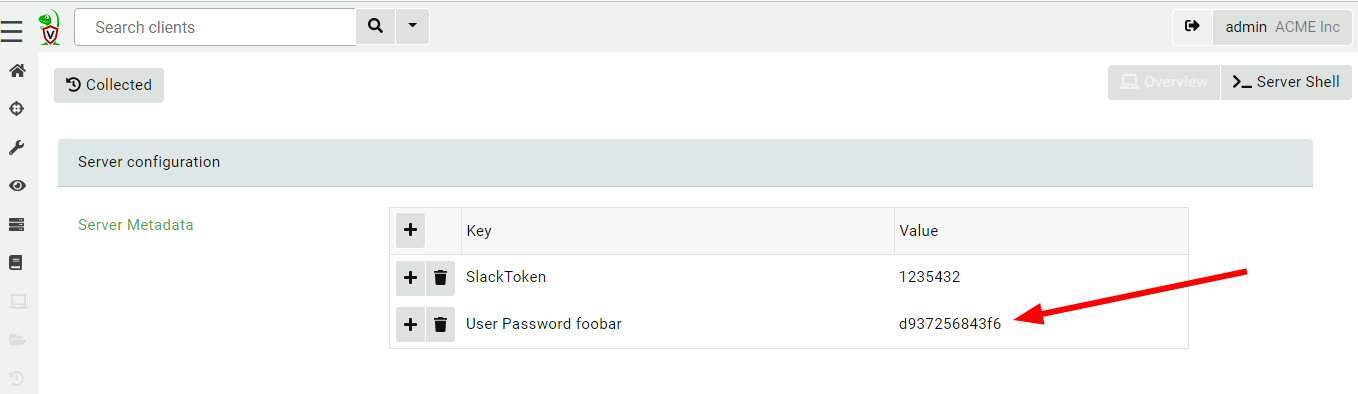 V
Search clients
admin ACME Inc
Collected
Overview
Server Shell
Server configuration
Server Metadata
Key Value
SlackToken 1235432
User Password foobar d937256843f6